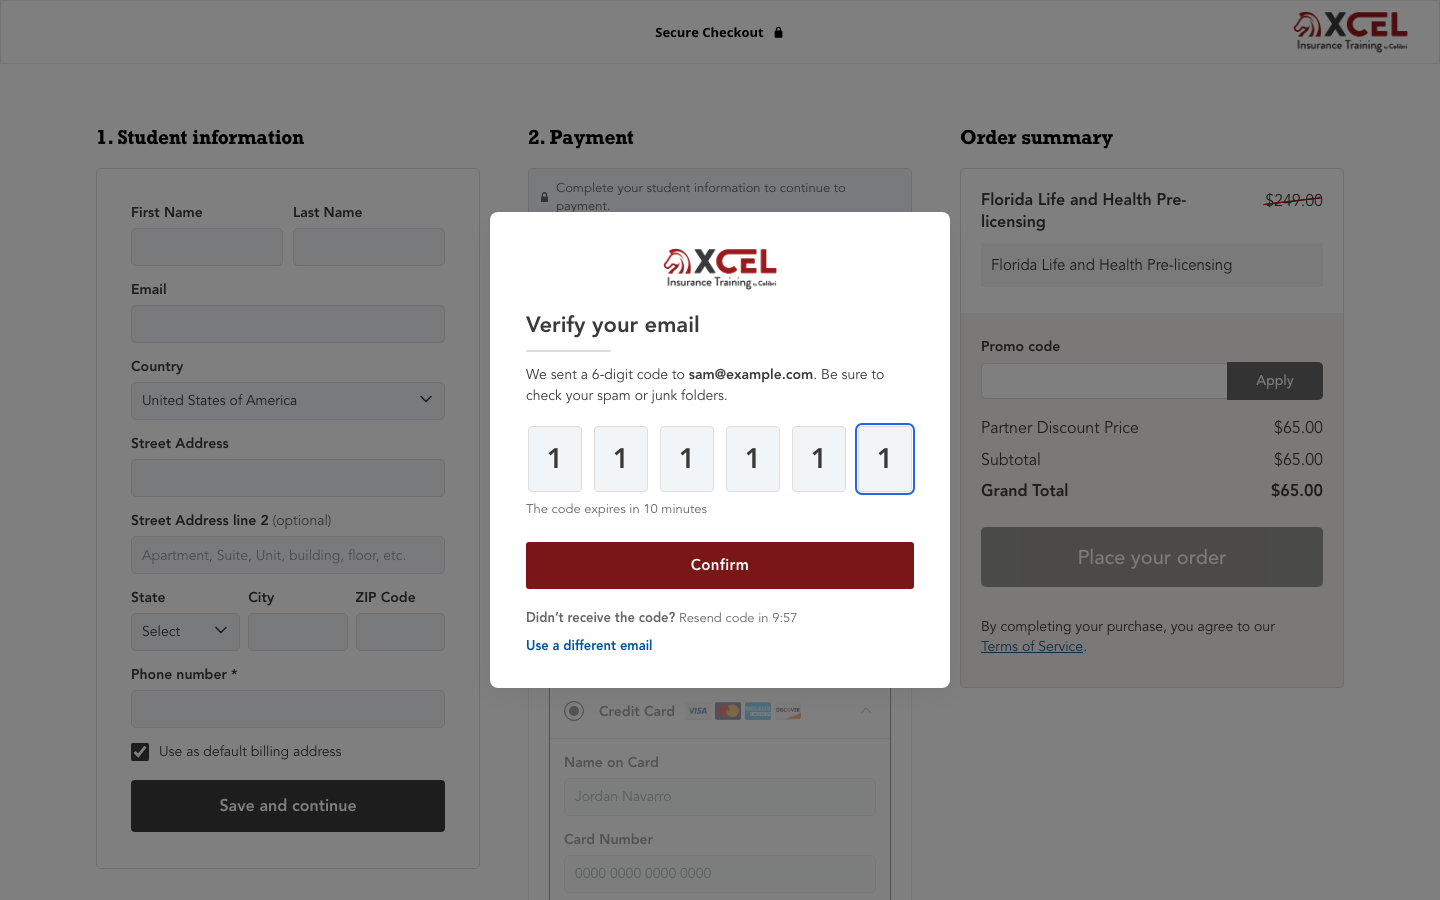 Secure Checkout
XCEL
Insurance Training by Calibri
1. Student information
2. Payment
Order summary
First Name
Last Name
Email
Country
United States of America
Street Address
Street Address line 2 (optional)
Apartment, Suite, Unit, building, floor, etc.
State
City
ZIP Code
Select
Phone number *
Use as default billing address
Save and continue
Complete your student information to continue to
payment.
XCEL
Insurance Training by Calibri
Verify your email
We sent a 6-digit code to sam@example.com. Be sure to
check your spam or junk folders.
1 1 1 1 1 1
The code expires in 10 minutes
Confirm
Didn't receive the code? Resend code in 9:57
Use a different email
Credit Card VISA AMERICAN EXPRESS DISCOVER
Name on Card
Jordan Navarro
Card Number
0000 0000 0000 0000
Florida Life and Health Pre-
licensing
$249.00
Florida Life and Health Pre-licensing
Promo code
Apply
Partner Discount Price $65.00
Subtotal $65.00
Grand Total $65.00
Place your order
By completing your purchase, you agree to our
Terms of Service.